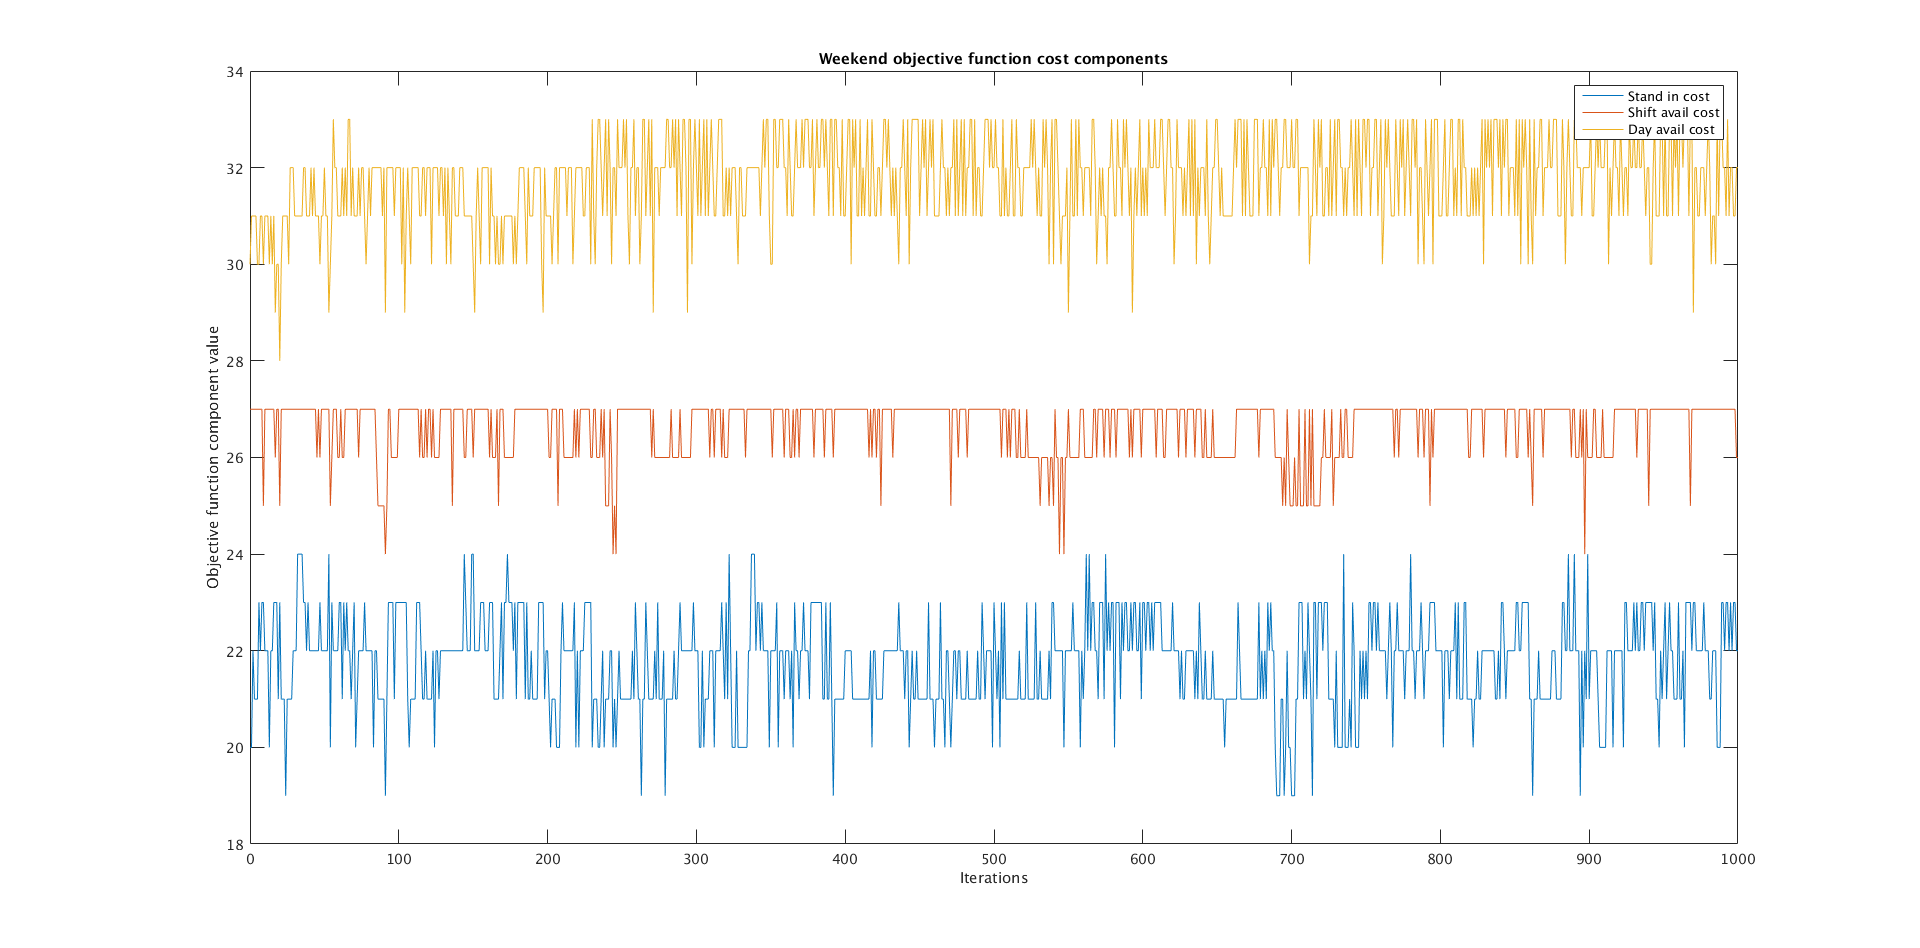 Weekend objective function cost components
34
32
30
28
26
24
22
20
18
Objective function component value
Stand in cost
Shift avail cost
Day avail cost
0 100 200 300 400 500 600 700 800 900 1000
Iterations